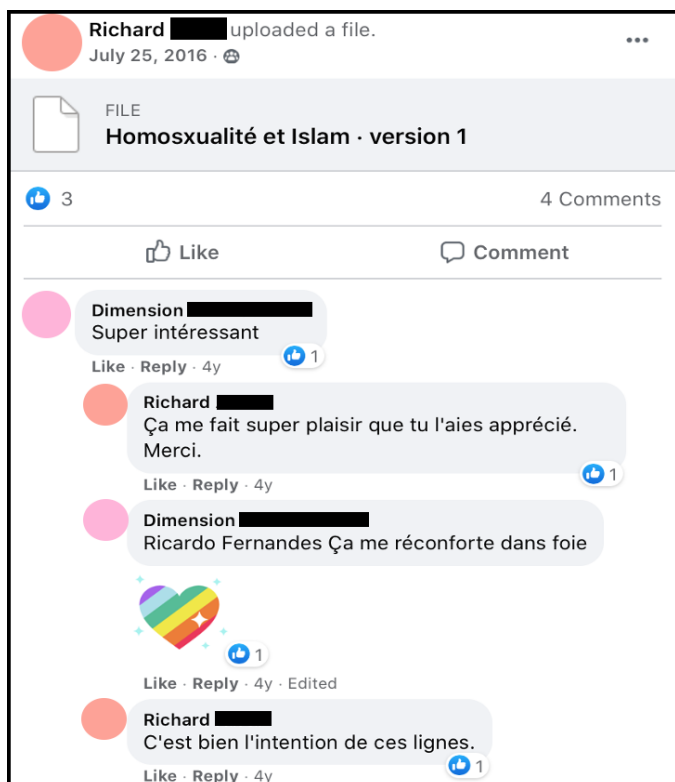 Richard uploaded a file.
July 25, 2016 ·
FILE
Homosxualité et Islam · version 1
3
4 Comments
Like
Comment
Dimension
Super intéressant
1
Like · Reply · 4y
Richard
Ça me fait super plaisir que tu l'aies apprécié.
Merci.
1
Like · Reply · 4y
Dimension
Ricardo Fernandes Ça me réconforte dans foie
1
Like · Reply · 4y · Edited
Richard
C'est bien l'intention de ces lignes.
1
Like · Reply · 4y